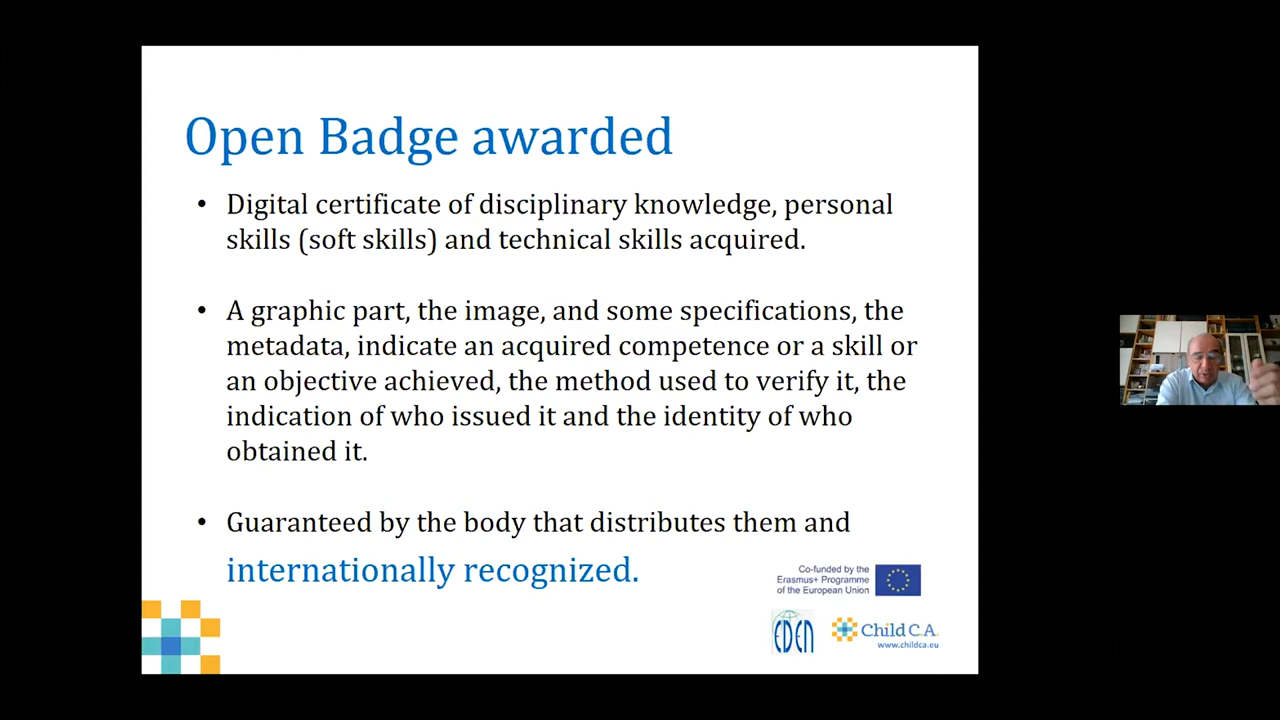 Open Badge awarded
• Digital certificate of disciplinary knowledge, personal
skills (soft skills) and technical skills acquired.
• A graphic part, the image, and some specifications, the
metadata, indicate an acquired competence or a skill or
an objective achieved, the method used to verify it, the
indication of who issued it and the identity of who
obtained it.
• Guaranteed by the body that distributes them and
internationally recognized.
Co-funded by the
Erasmus+ Programme
of the European Union
EDEN
Child C.A.
www.childca.eu